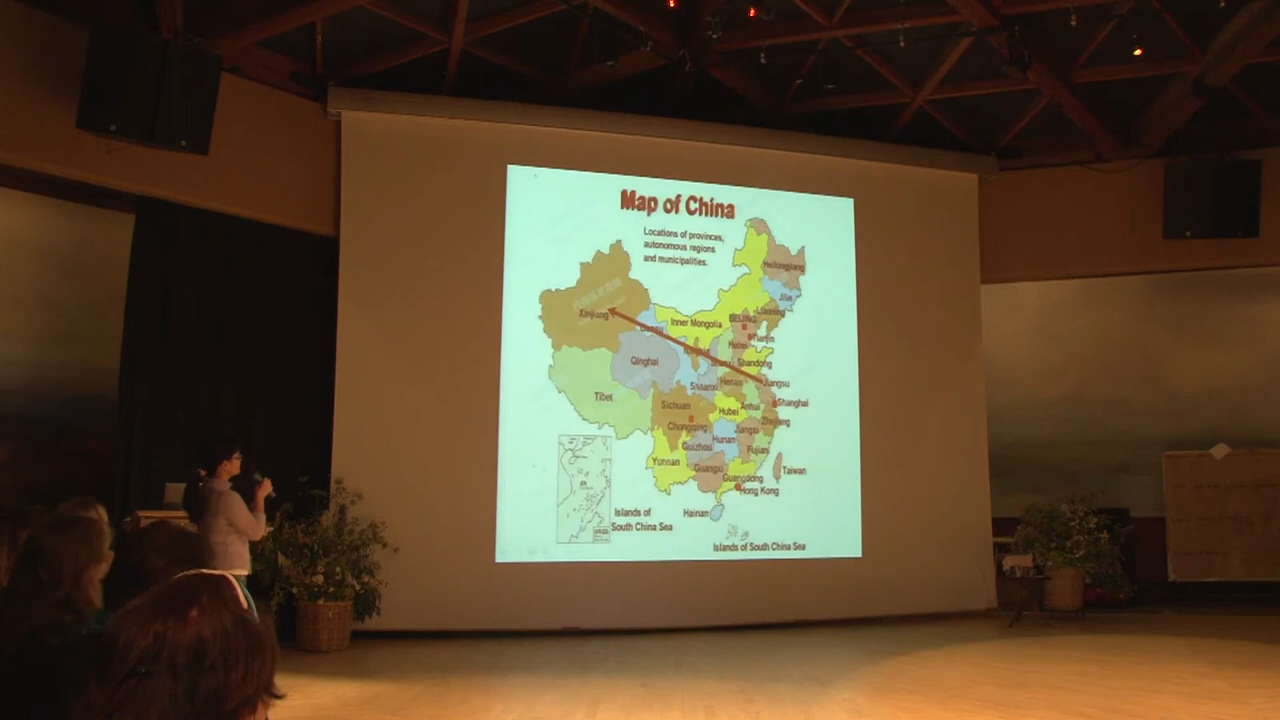 Map of China
Locations of provinces,
autonomous regions
and municipalities.
Heilongjiang
Jilin
Liaoning
Xinjiang
Inner Mongolia
BEIJING
Tianjin
Hebei
Qinghai
Shandong
Shaanxi
Henan
Jiangsu
Tibet
Sichuan
Hubei
Anhui
Shanghai
Chongqing
Zhejiang
Hunan
Jiangxi
Guizhou
Fujian
Yunnan
Guangxi
Guangdong
Taiwan
Hong Kong
Hainan
Islands of
South China Sea
Islands of South China Sea